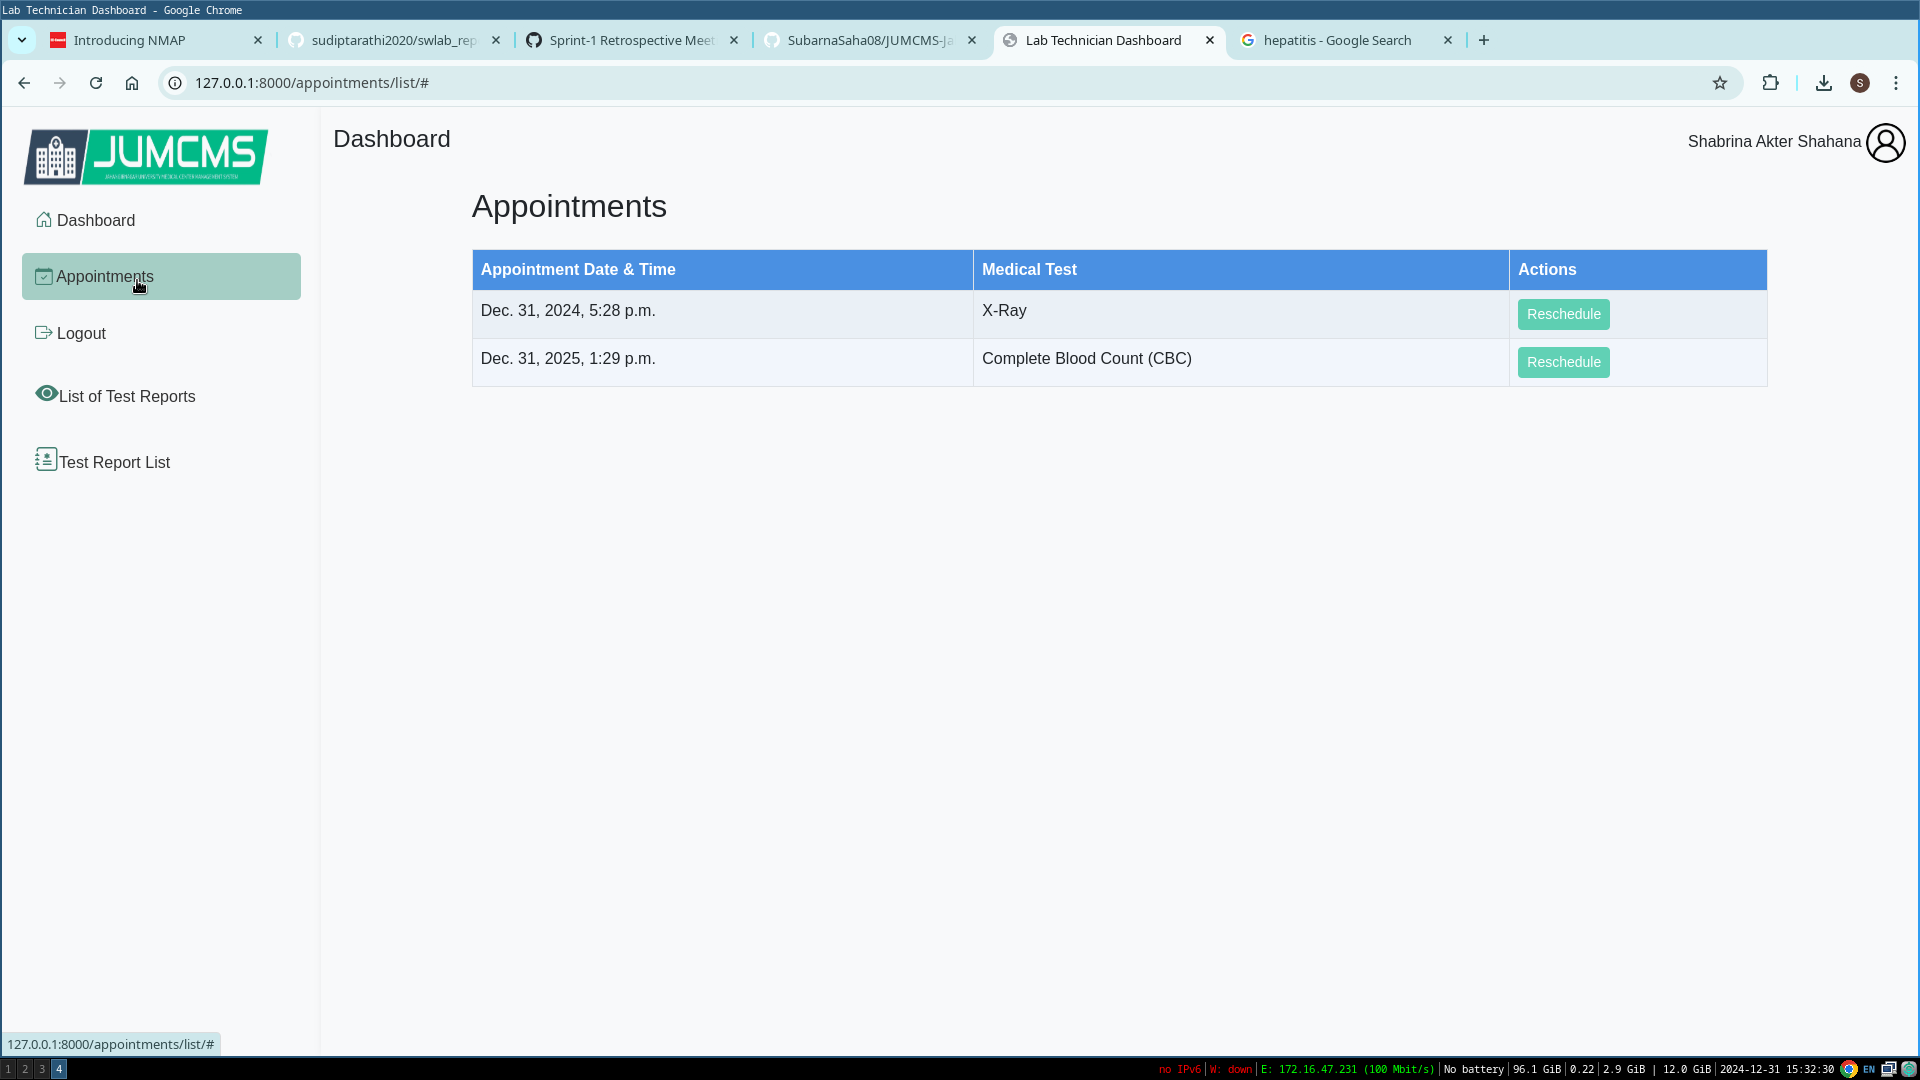 Lab Technician Dashboard - Google Chrome
Introducing NMAP
sudiptarathi2020/swlab_rep
Sprint-1 Retrospective Meet
SubarnaSaha08/JUMCMS-Ja
Lab Technician Dashboard
hepatitis - Google Search
127.0.0.1:8000/appointments/list/#
S
JUMCMS
Dashboard
Shabrina Akter Shahana
Dashboard
Appointments
Logout
List of Test Reports
Test Report List
Appointments
Appointment Date & Time Medical Test Actions
Dec. 31, 2024, 5:28 p.m. X-Ray Reschedule
Dec. 31, 2025, 1:29 p.m. Complete Blood Count (CBC) Reschedule
127.0.0.1:8000/appointments/list/#
1 2 3 4
no IPv6 | W: down | E: 172.16.47.231 (100 Mbit/s) | No battery | 96.1 GiB | 0.22 | 2.9 GiB | 12.0 GiB | 2024-12-31 15:32:30 EN